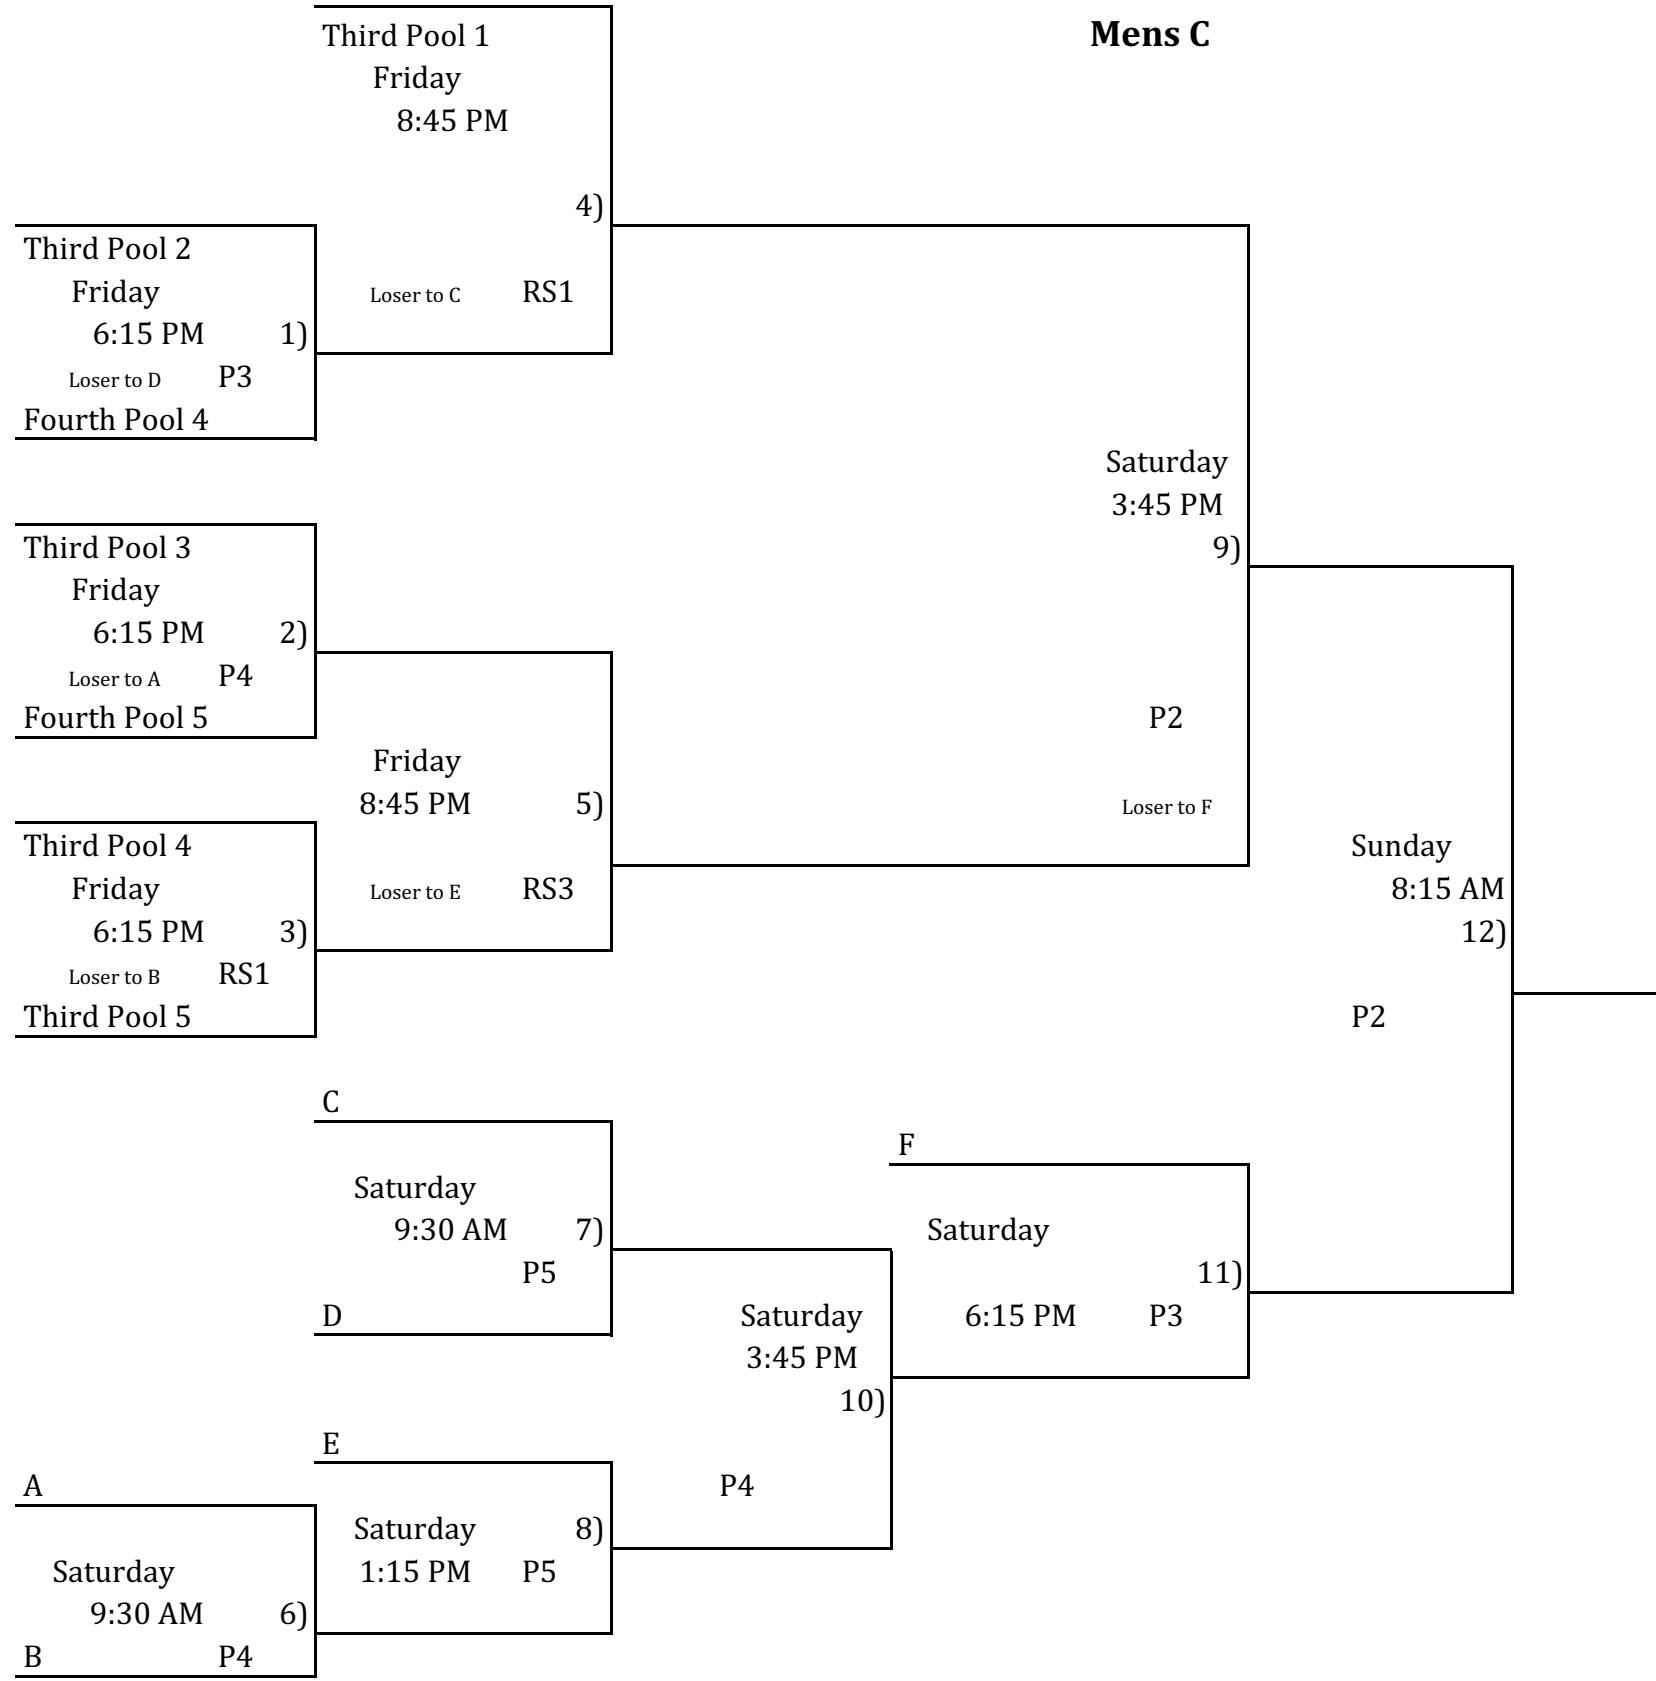 Mens C
Third Pool 1
Friday
8:45 PM
4)
Loser to C RS1
Third Pool 2
Friday
6:15 PM 1)
Loser to D P3
Fourth Pool 4
Saturday
3:45 PM
9)
P2
Loser to F
Third Pool 3
Friday
6:15 PM 2)
Loser to A P4
Fourth Pool 5
Friday
8:45 PM 5)
Loser to E RS3
Third Pool 4
Friday
6:15 PM 3)
Loser to B RS1
Third Pool 5
Sunday
8:15 AM
12)
P2
C
Saturday
9:30 AM 7)
P5
D
F
Saturday
11)
6:15 PM P3
Saturday
3:45 PM
10)
P4
E
Saturday 8)
1:15 PM P5
A
Saturday
9:30 AM 6)
B P4